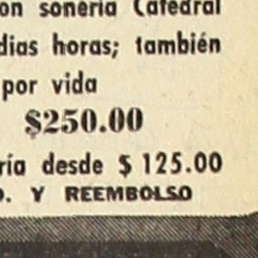 on sonería Catedral
dias horas; también
por vida
$250.00
ría desde $ 125.00
O. Y REEMBOLSO